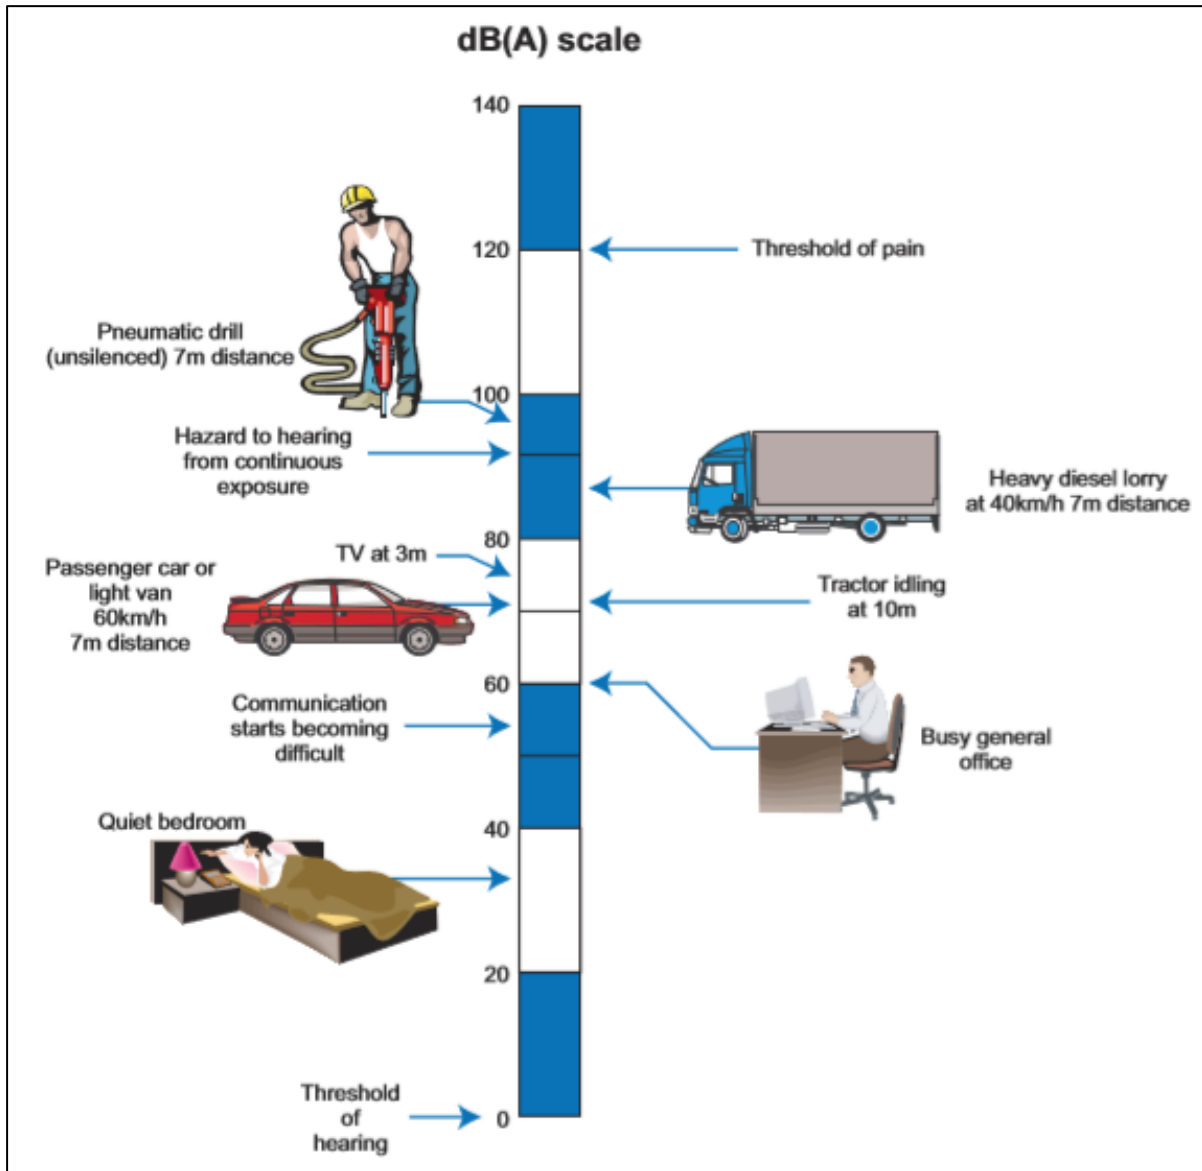 dB(A) scale
140
120
Threshold of pain
Pneumatic drill
(unsilenced) 7m distance
100
Hazard to hearing
from continuous
exposure
Heavy diesel lorry
at 40km/h 7m distance
80
TV at 3m
Passenger car or
light van
60km/h
7m distance
Tractor idling
at 10m
60
Communication
starts becoming
difficult
Busy general
office
Quiet bedroom
40
20
Threshold
of
hearing
0